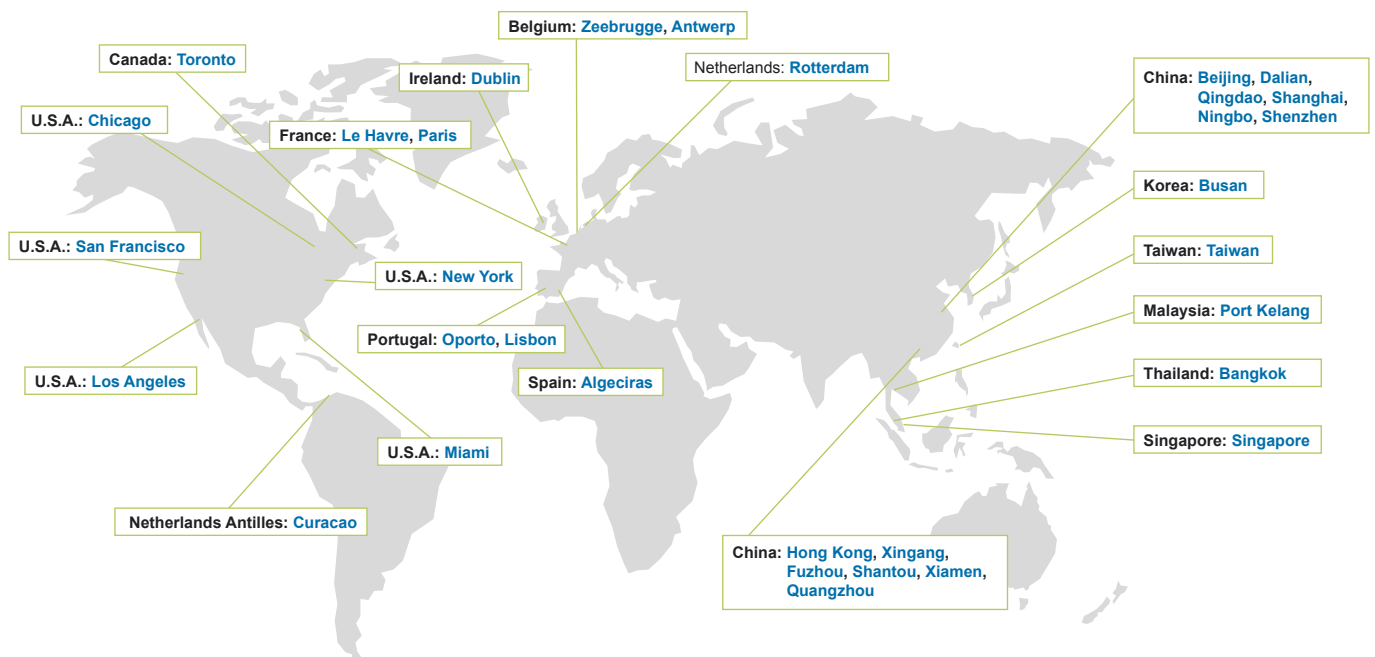 Belgium: Zeebrugge, Antwerp
Canada: Toronto
Ireland: Dublin
Netherlands: Rotterdam
China: Beijing, Dalian,
Qingdao, Shanghai,
Ningbo, Shenzhen
U.S.A.: Chicago
France: Le Havre, Paris
Korea: Busan
U.S.A.: San Francisco
U.S.A.: New York
Taiwan: Taiwan
Malaysia: Port Kelang
Portugal: Oporto, Lisbon
U.S.A.: Los Angeles
Spain: Algeciras
Thailand: Bangkok
U.S.A.: Miami
Singapore: Singapore
Netherlands Antilles: Curacao
China: Hong Kong, Xingang,
Fuzhou, Shantou, Xiamen,
Quangzhou